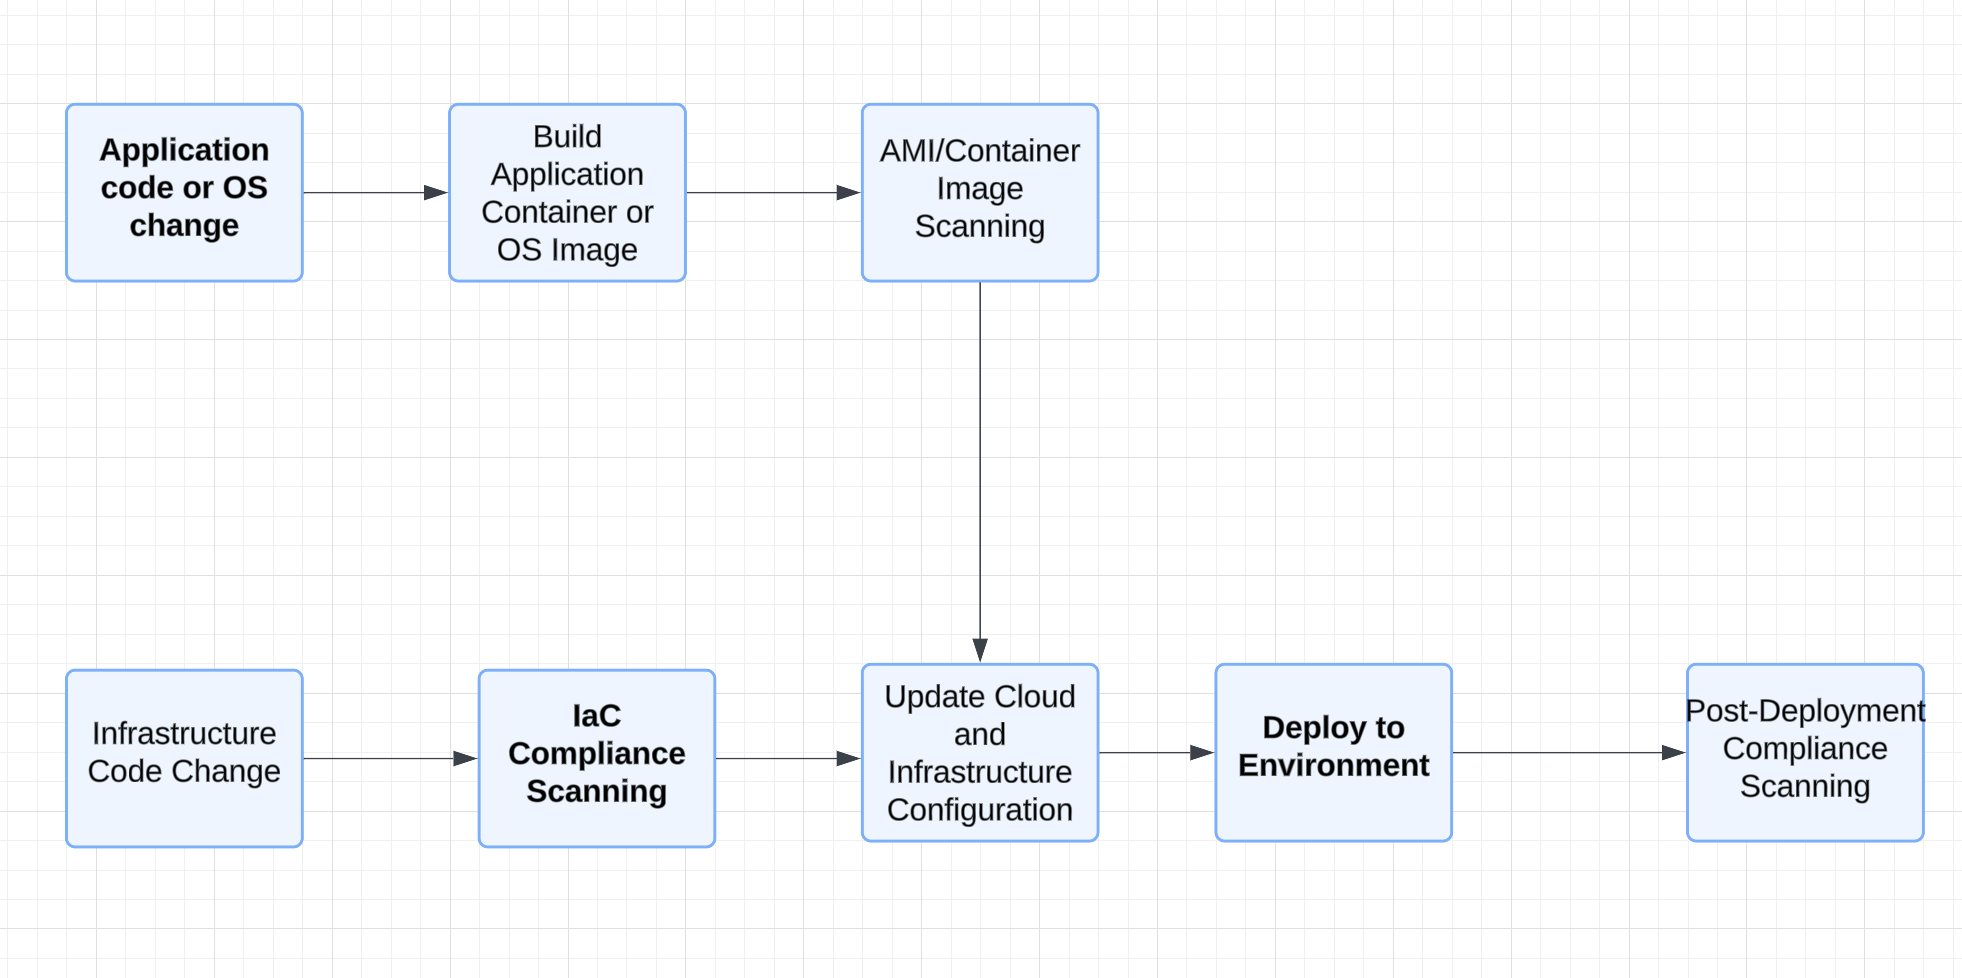 Application
code or OS
change
Build
Application
Container or
OS Image
AMI/Container
Image
Scanning
Infrastructure
Code Change
IaC
Compliance
Scanning
Update Cloud
and
Infrastructure
Configuration
Deploy to
Environment
Post-Deployment
Compliance
Scanning